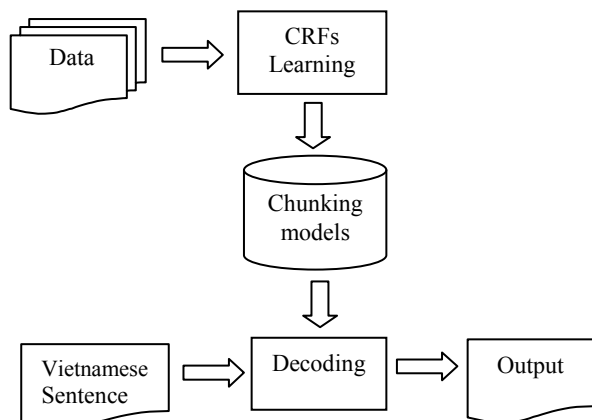 Data
CRFs
Learning
Chunking
models
Vietnamese
Sentence
Decoding
Output